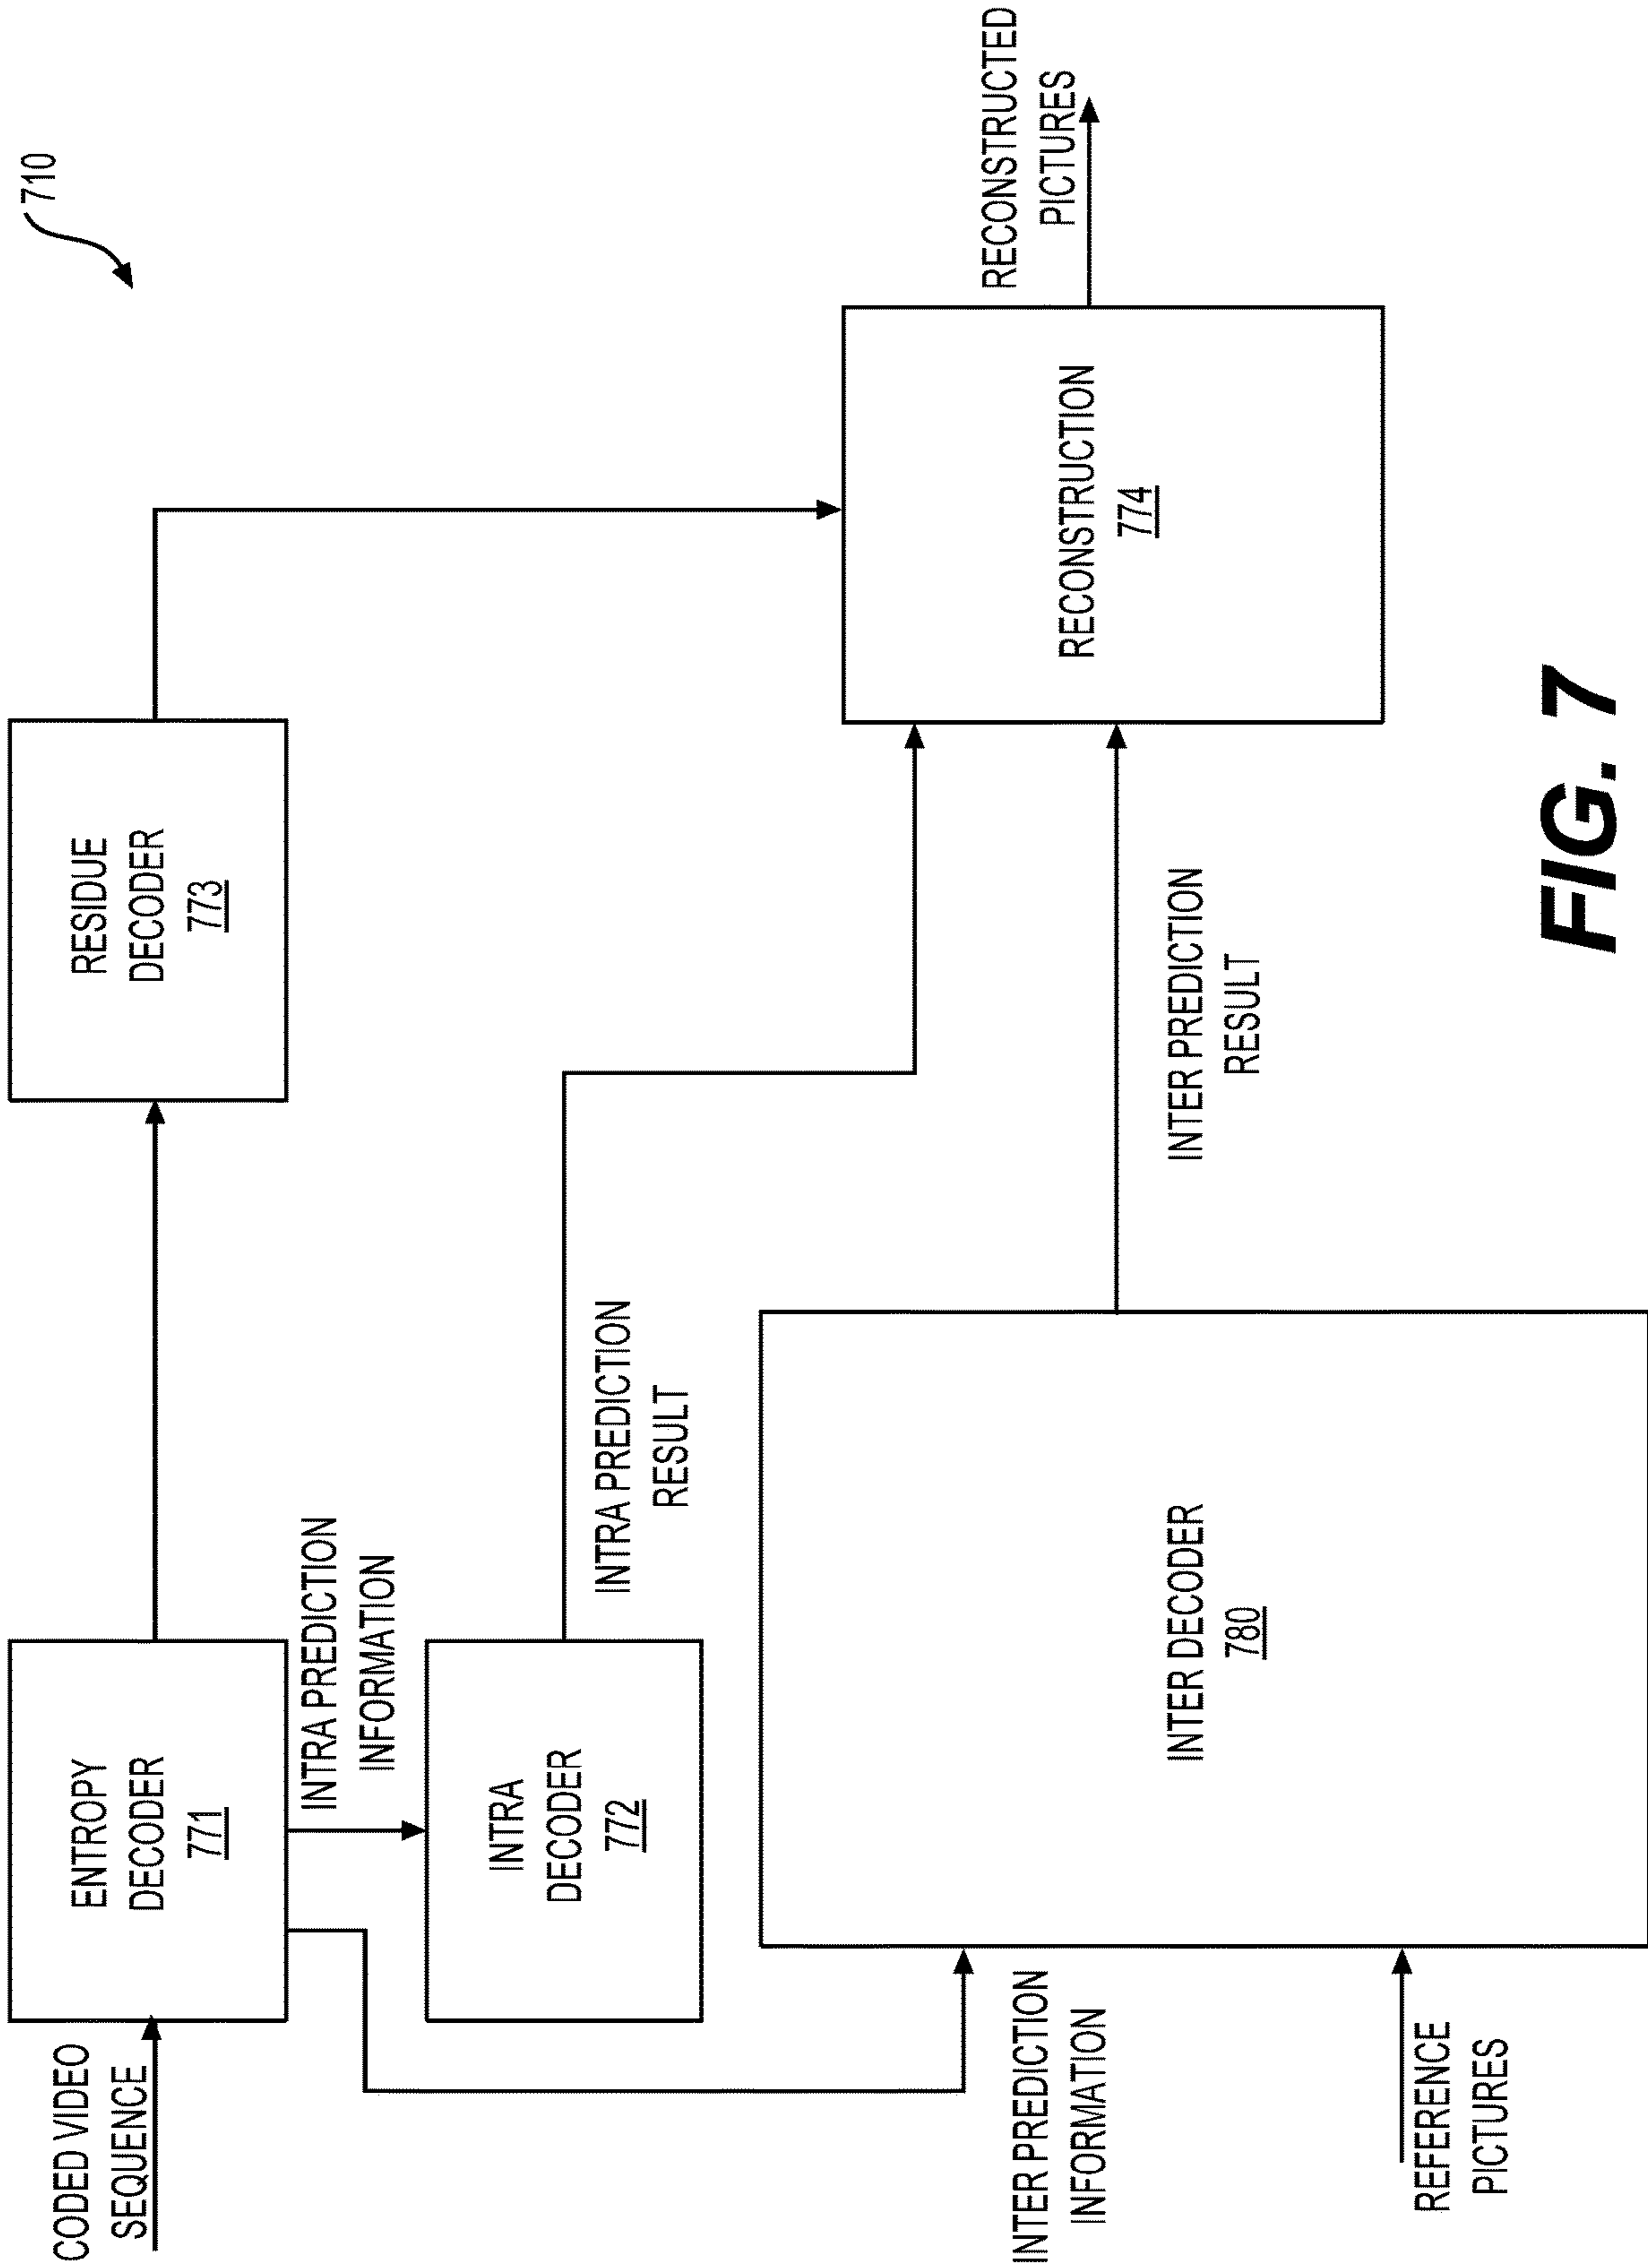 710
CODED VIDEO
SEQUENCE
ENTROPY
DECODER
771
RESIDUE
DECODER
773
INTRA PREDICTION
INFORMATION
INTRA
DECODER
772
INTRA PREDICTION
RESULT
INTER PREDICTION
INFORMATION
REFERENCE
PICTURES
INTER DECODER
780
INTER PREDICTION
RESULT
RECONSTRUCTION
774
RECONSTRUCTED
PICTURES
FIG. 7